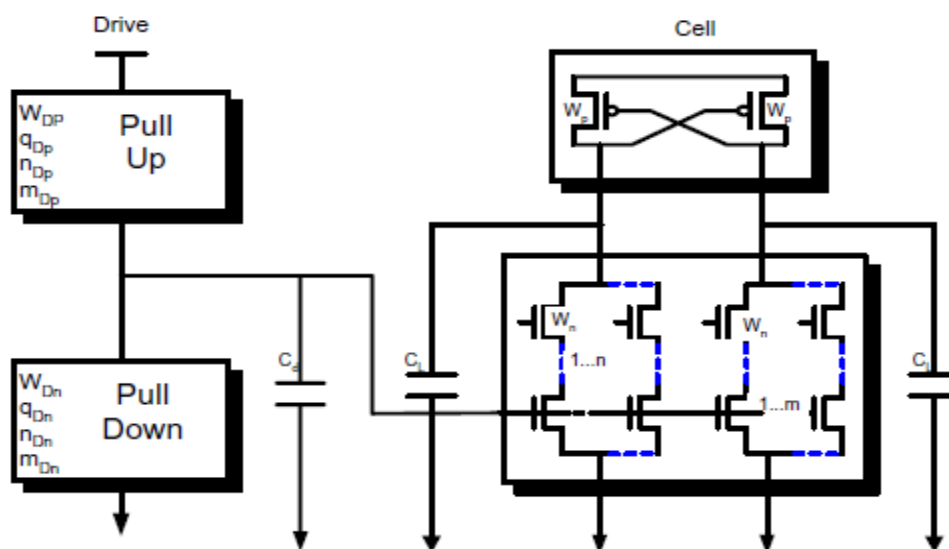 Drive
Cell
W_DP
q_Dp
n_Dp
m_Dp
Pull
Up
W_p
W_p
W_Dn
q_Dn
n_Dn
m_Dn
Pull
Down
C_d
C_L
W_n
1...n
W_n
1...m
C_L